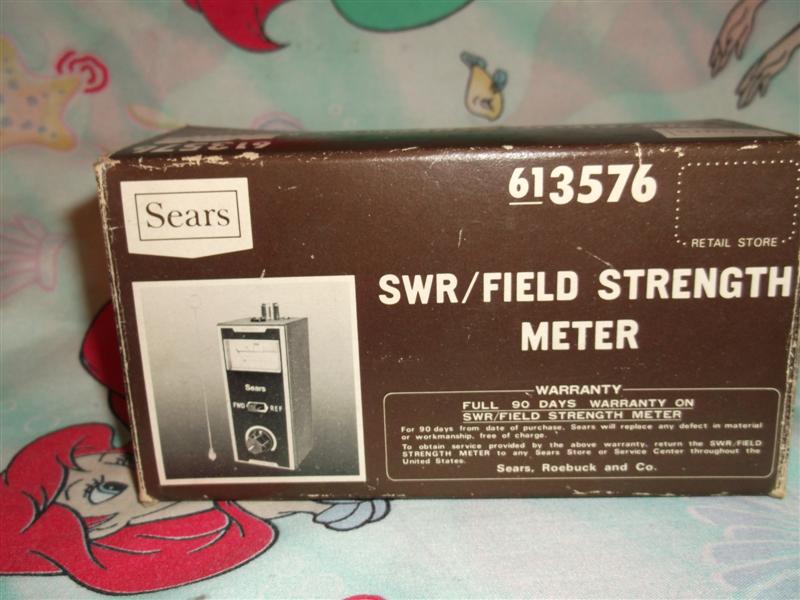 613576
Sears
613576
RETAIL STORE
SWR/FIELD STRENGTH
METER
Sears
FWD
REF
WARRANTY
FULL 90 DAYS WARRANTY ON
SWR/FIELD STRENGTH METER
For 90 days from date of purchase, Sears will replace any defect in material
or workmanship, free of charge.
To obtain service provided by the above warranty, return the SWR/FIELD
STRENGTH METER to any Sears Store or Service Center throughout the
United States.
Sears, Roebuck and Co.